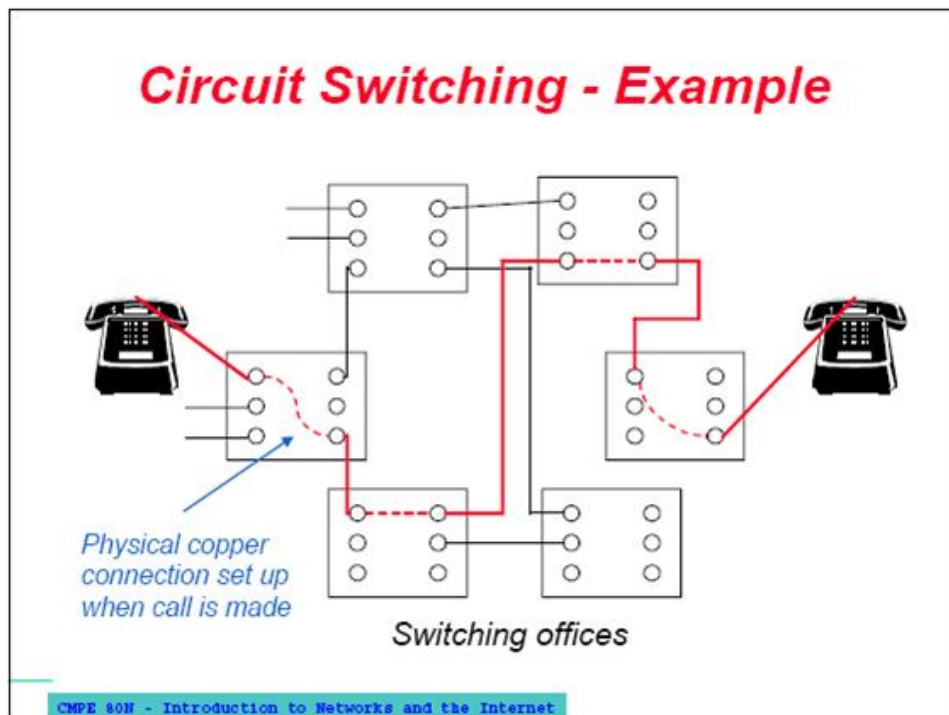 Circuit Switching - Example
Physical copper
connection set up
when call is made
Switching offices
CMPE 80N - Introduction to Networks and the Internet